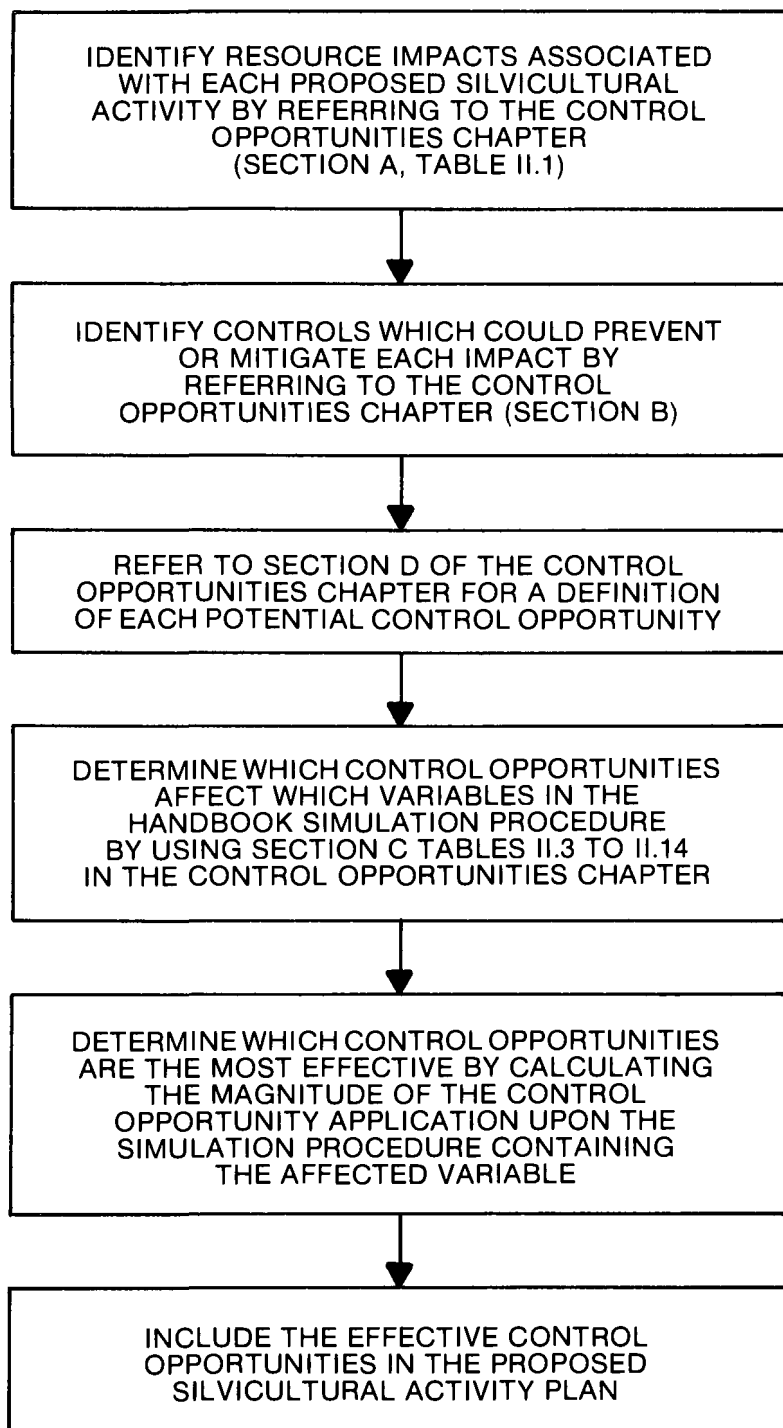 IDENTIFY RESOURCE IMPACTS ASSOCIATED
WITH EACH PROPOSED SILVICULTURAL
ACTIVITY BY REFERRING TO THE CONTROL
OPPORTUNITIES CHAPTER
(SECTION A, TABLE II.1)
IDENTIFY CONTROLS WHICH COULD PREVENT
OR MITIGATE EACH IMPACT BY
REFERRING TO THE CONTROL
OPPORTUNITIES CHAPTER (SECTION B)
REFER TO SECTION D OF THE CONTROL
OPPORTUNITIES CHAPTER FOR A DEFINITION
OF EACH POTENTIAL CONTROL OPPORTUNITY
DETERMINE WHICH CONTROL OPPORTUNITIES
AFFECT WHICH VARIABLES IN THE
HANDBOOK SIMULATION PROCEDURE
BY USING SECTION C TABLES II.3 TO II.14
IN THE CONTROL OPPORTUNITIES CHAPTER
DETERMINE WHICH CONTROL OPPORTUNITIES
ARE THE MOST EFFECTIVE BY CALCULATING
THE MAGNITUDE OF THE CONTROL
OPPORTUNITY APPLICATION UPON THE
SIMULATION PROCEDURE CONTAINING
THE AFFECTED VARIABLE
INCLUDE THE EFFECTIVE CONTROL
OPPORTUNITIES IN THE PROPOSED
SILVICULTURAL ACTIVITY PLAN